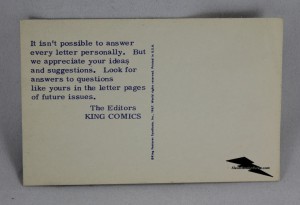 It isn't possible to answer
every letter personally. But
we appreciate your ideas
and suggestions. Look for
answers to questions
like yours in the letter pages
of future issues.
The Editors
KING COMICS